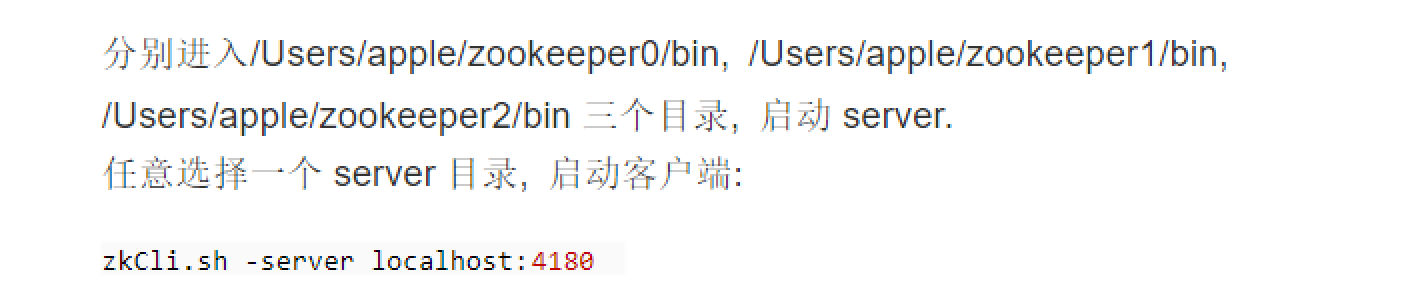 分别进入/Users/apple/zookeeper0/bin, /Users/apple/zookeeper1/bin,
/Users/apple/zookeeper2/bin 三个目录, 启动 server.
任意选择一个 server 目录, 启动客户端:
zkCli.sh -server localhost:4180